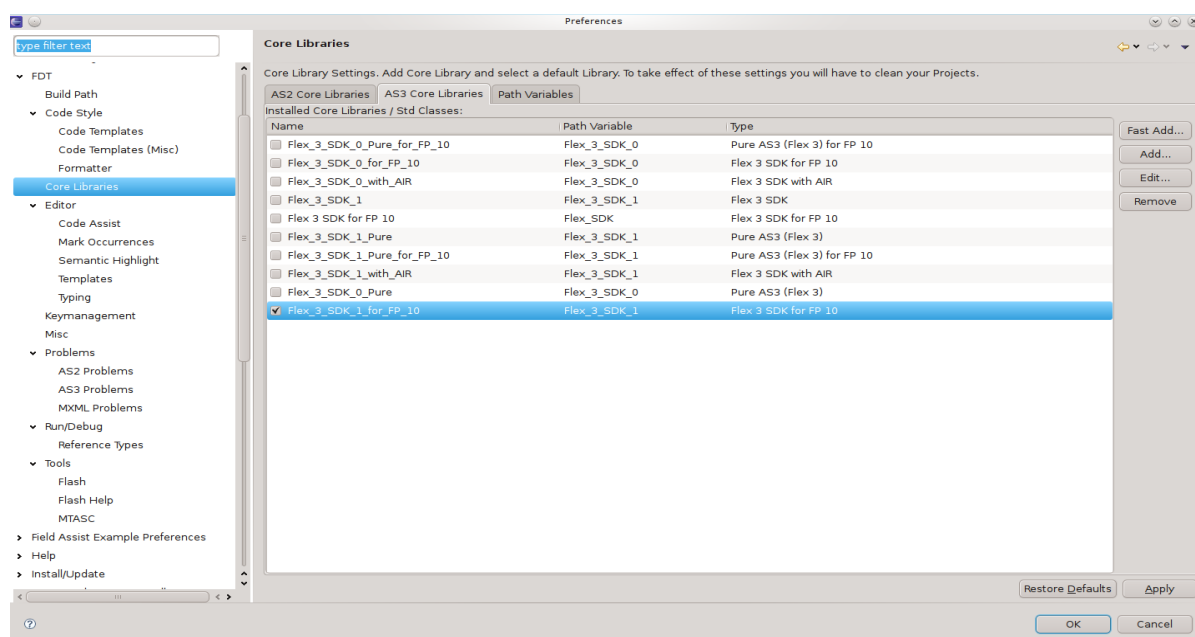 Preferences
type filter text
FDT
Build Path
Code Style
Code Templates
Code Templates (Misc)
Formatter
Core Libraries
Editor
Code Assist
Mark Occurrences
Semantic Highlight
Templates
Typing
Keymanagement
Misc
Problems
AS2 Problems
AS3 Problems
MXML Problems
Run/Debug
Reference Types
Tools
Flash
Flash Help
MTASC
Field Assist Example Preferences
Help
Install/Update
Core Libraries
Core Library Settings. Add Core Library and select a default Library. To take effect of these settings you will have to clean your Projects.
AS2 Core Libraries AS3 Core Libraries Path Variables
Installed Core Libraries / Std Classes:
Name Path Variable Type
Flex_3_SDK_0_Pure_for_FP_10 Flex_3_SDK_0 Pure AS3 (Flex 3) for FP 10
Flex_3_SDK_0_for_FP_10 Flex_3_SDK_0 Flex 3 SDK for FP 10
Flex_3_SDK_0_with_AIR Flex_3_SDK_0 Flex 3 SDK with AIR
Flex_3_SDK_1 Flex_3_SDK_1 Flex 3 SDK
Flex 3 SDK for FP 10 Flex_SDK Flex 3 SDK for FP 10
Flex_3_SDK_1_Pure Flex_3_SDK_1 Pure AS3 (Flex 3)
Flex_3_SDK_1_Pure_for_FP_10 Flex_3_SDK_1 Pure AS3 (Flex 3) for FP 10
Flex_3_SDK_1_with_AIR Flex_3_SDK_1 Flex 3 SDK with AIR
Flex_3_SDK_0_Pure Flex_3_SDK_0 Pure AS3 (Flex 3)
Flex_3_SDK_1_for_FP_10 Flex_3_SDK_1 Flex 3 SDK for FP 10
Fast Add...
Add...
Edit...
Remove
Restore Defaults Apply
OK Cancel